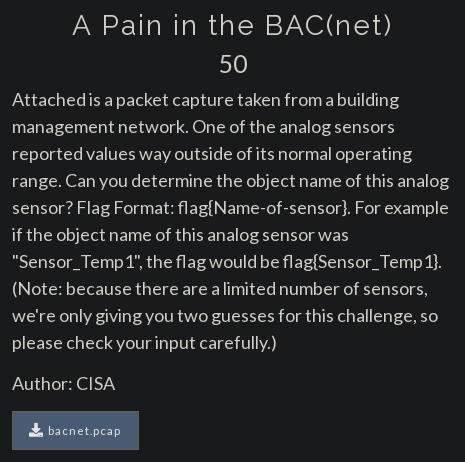 A Pain in the BAC(net)
50
Attached is a packet capture taken from a building
management network. One of the analog sensors
reported values way outside of its normal operating
range. Can you determine the object name of this analog
sensor? Flag Format: flag{Name-of-sensor}. For example
if the object name of this analog sensor was
"Sensor_Temp1", the flag would be flag{Sensor_Temp1}.
(Note: because there are a limited number of sensors,
we're only giving you two guesses for this challenge, so
please check your input carefully.)
Author: CISA
bacnet.pcap